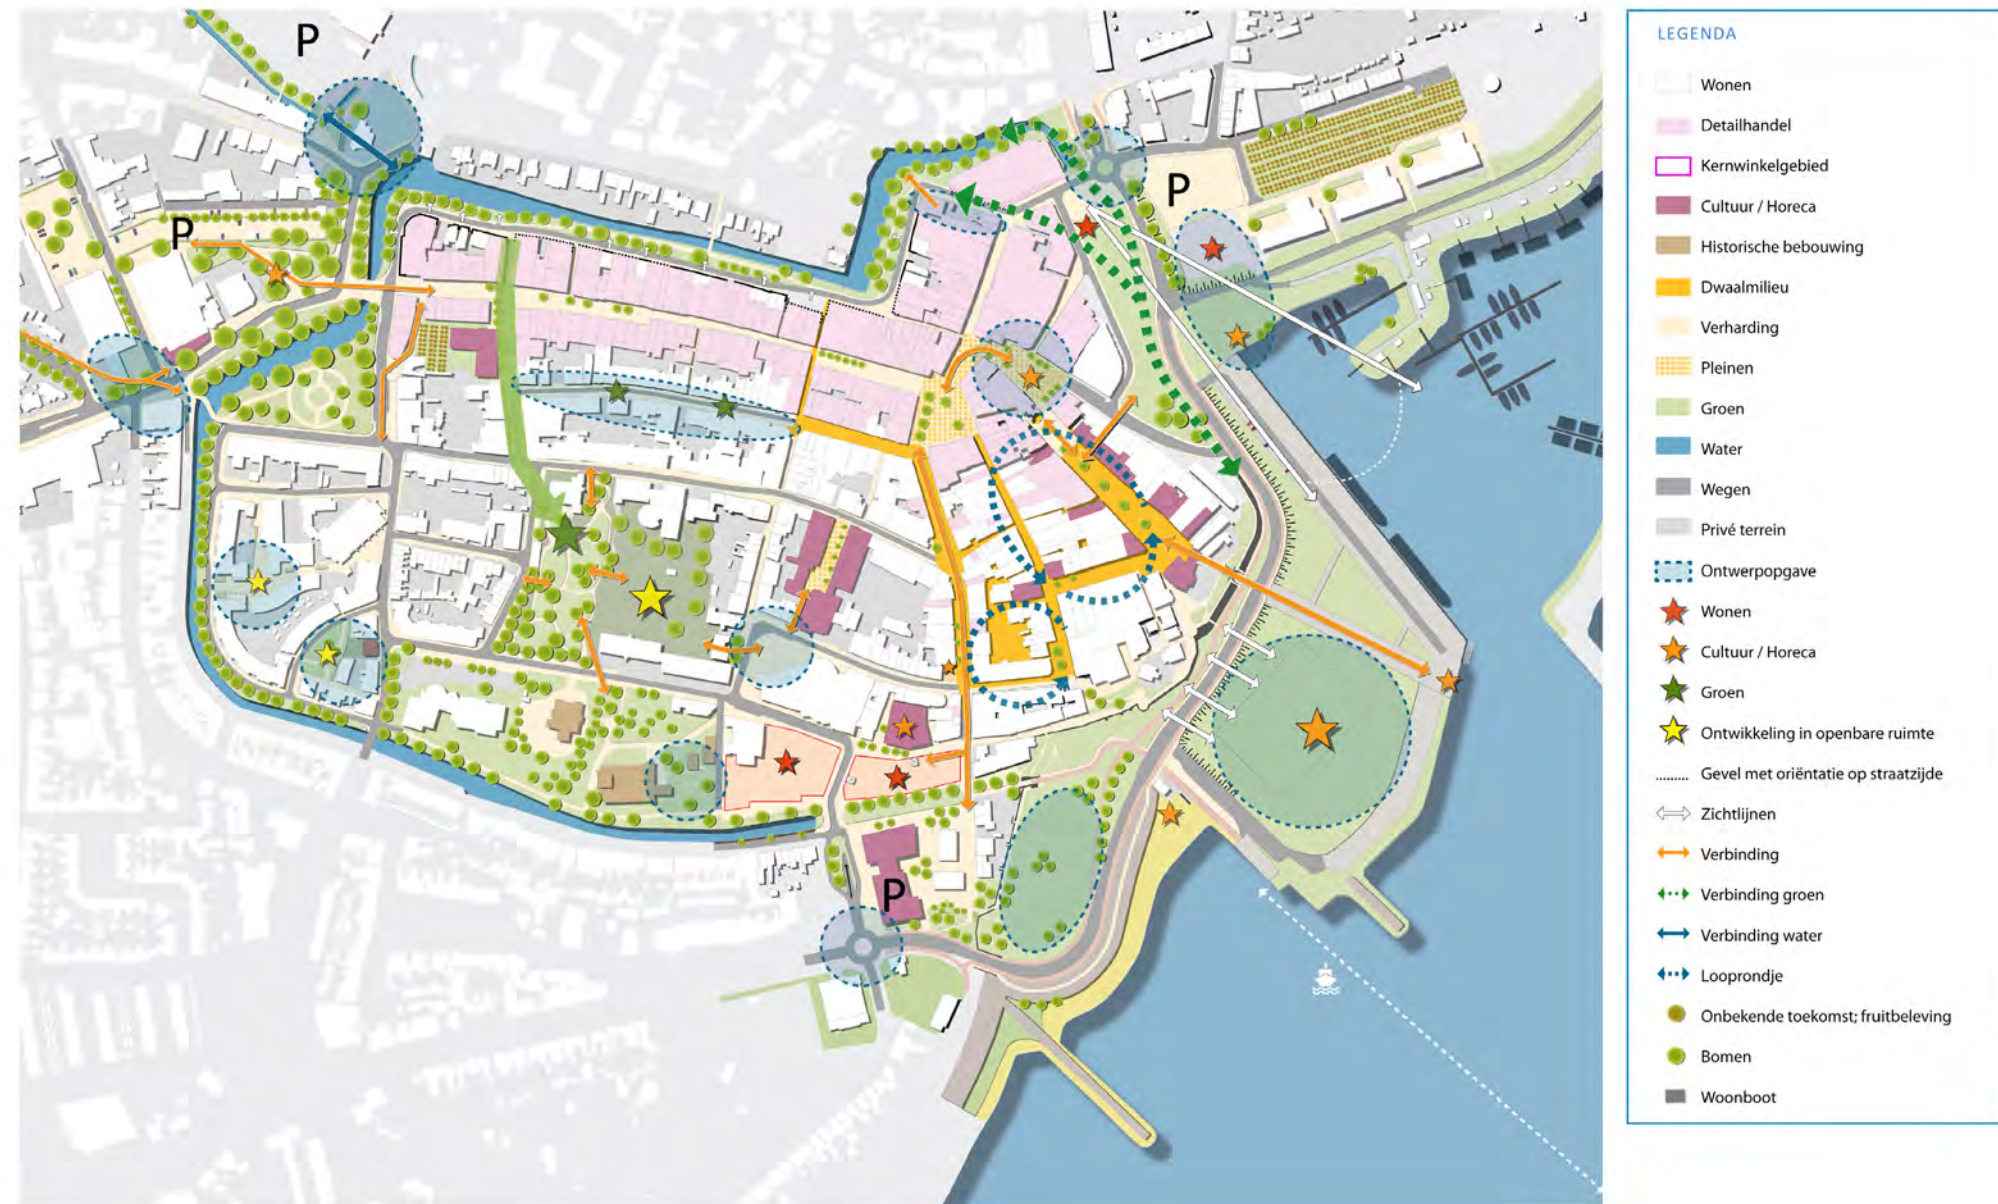 P
P
P
P
LEGENDA
Wonen
Detailhandel
Kernwinkelgebied
Cultuur / Horeca
Historische bebouwing
Dwaalmilieu
Verharding
Pleinen
Groen
Water
Wegen
Privé terrein
Ontwerpopgave
Wonen
Cultuur / Horeca
Groen
Ontwikkeling in openbare ruimte
Gevel met oriëntatie op straatzijde
Zichtlijnen
Verbinding
Verbinding groen
Verbinding water
Looprondje
Onbekende toekomst; fruitbeleving
Bomen
Woonboot